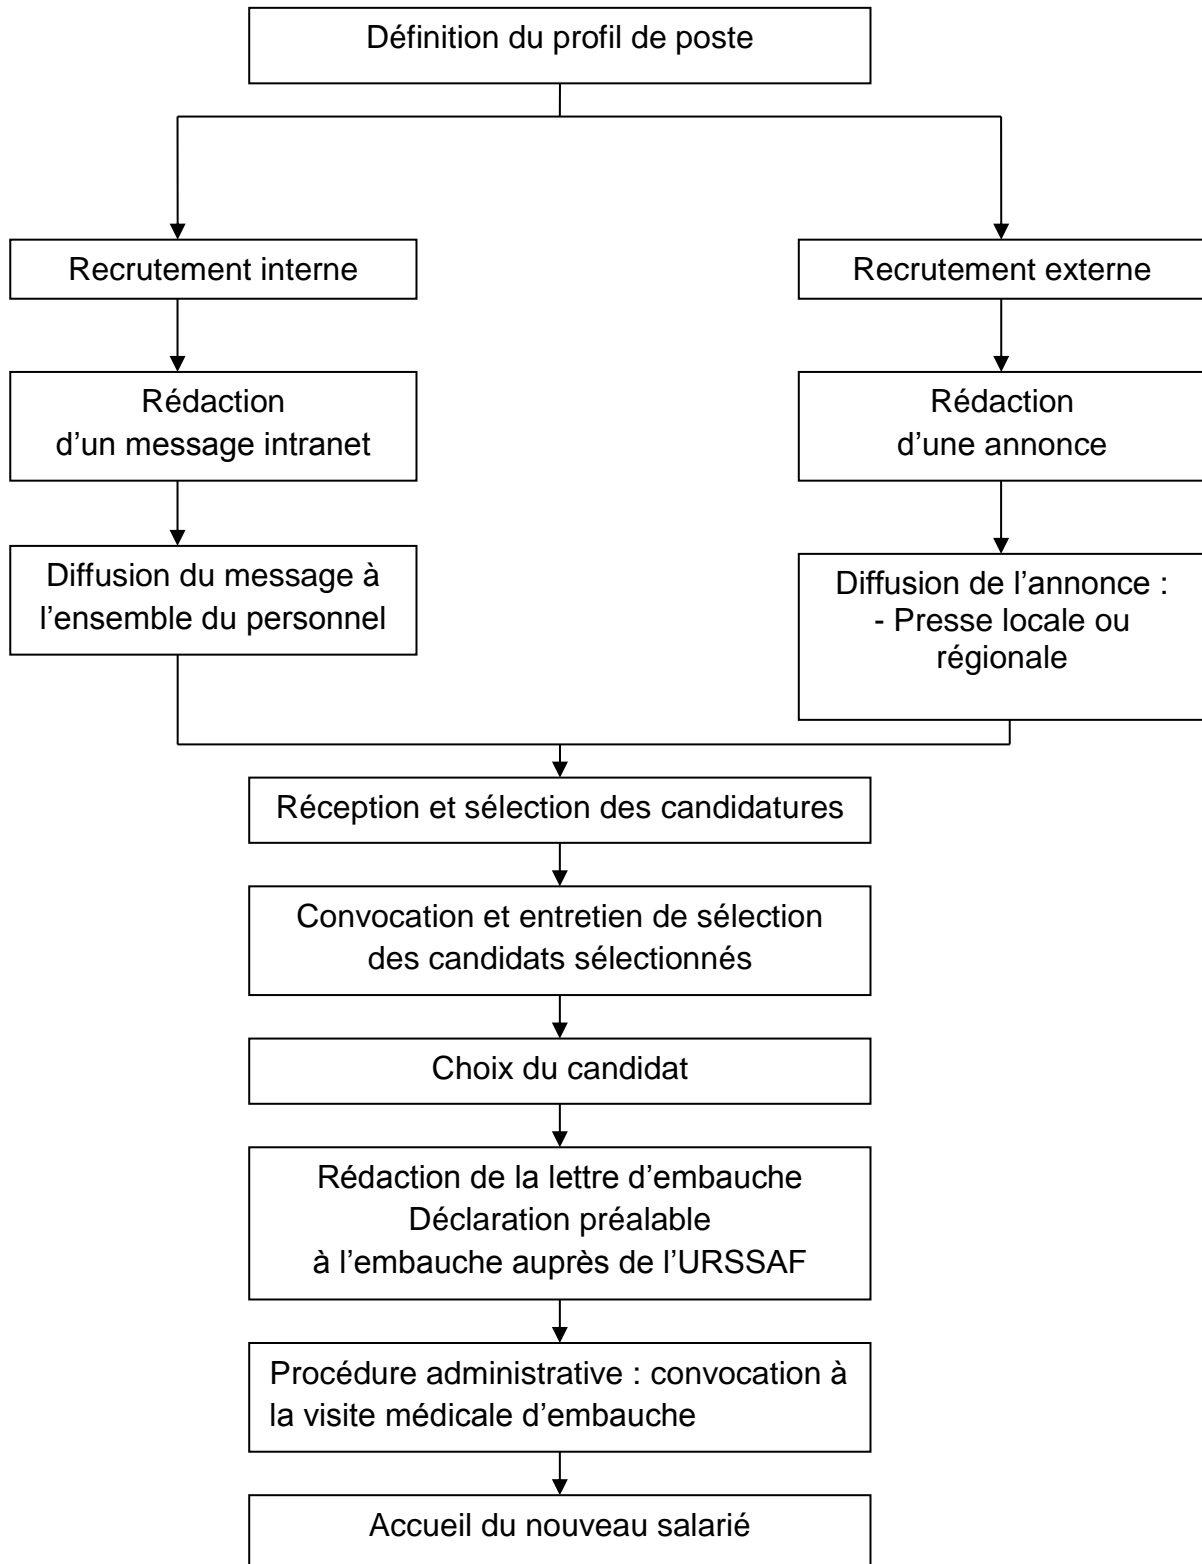 Définition du profil de poste
Recrutement interne
Recrutement externe
Rédaction
d’un message intranet
Rédaction
d’une annonce
Diffusion du message à
l’ensemble du personnel
Diffusion de l’annonce :
- Presse locale ou
régionale
Réception et sélection des candidatures
Convocation et entretien de sélection
des candidats sélectionnés
Choix du candidat
Rédaction de la lettre d’embauche
Déclaration préalable
à l’embauche auprès de l’URSSAF
Procédure administrative : convocation à
la visite médicale d’embauche
Accueil du nouveau salarié